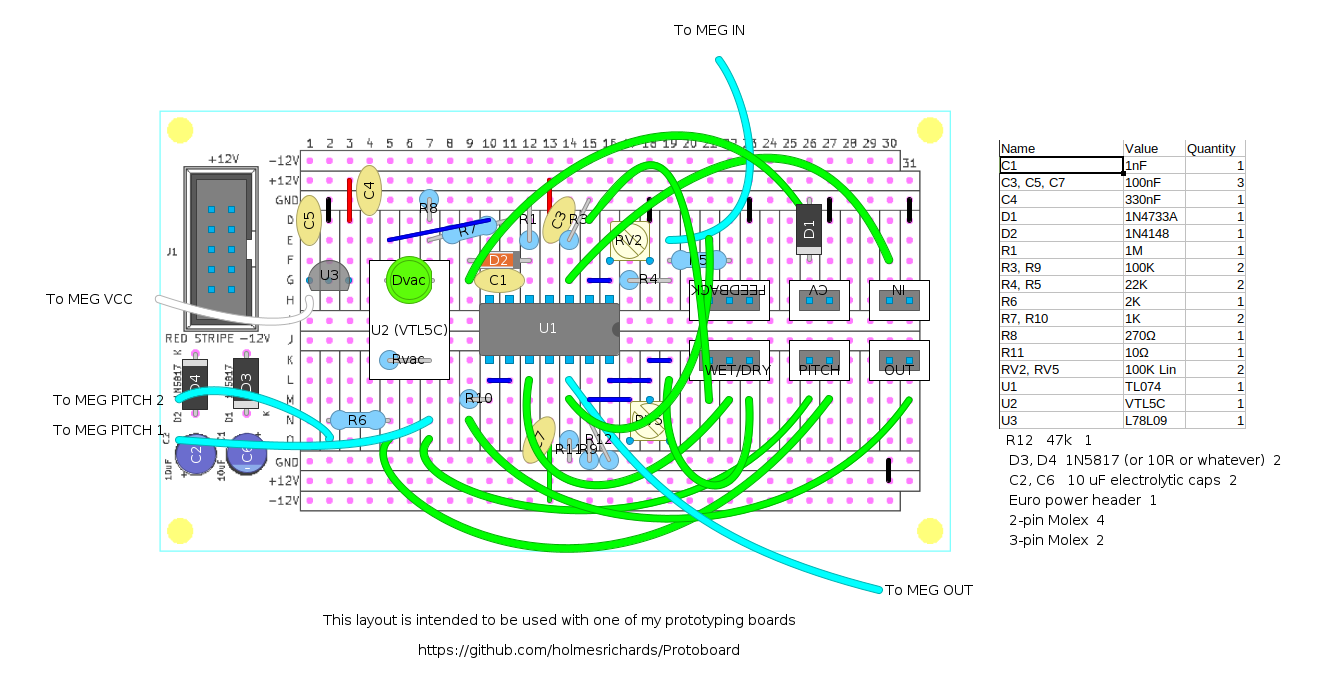 To MEG IN
1 2 3 4 5 6 7 8 9 10 11 12 13 14 15 16 17 18 19 20 21 22 23 24 25 26 27 28 29 30
31
-12V
+12V
GND
D
E
F
G
H
J
K
L
M
N
O
GND
+12V
-12V
+12V
J1
RED STRIPE -12V
C5
C4
R8
R7
R1
C3
R3
RV2
D1
U3
Dvac
D2
C1
R4
R5
FEEDBACK
CV
IN
U2 (VTL5C)
U1
Rvac
WET/DRY
PITCH
OUT
R10
R6
C7
R11
R12
R9
To MEG VCC
To MEG PITCH 2
To MEG PITCH 1
K
D4
1N5817
D2
D3
1N5817
D1
K
C2
C2
10uF
+
C1
C6
10uF
+
To MEG OUT
Name Value Quantity
C1 1nF 1
C3, C5, C7 100nF 3
C4 330nF 1
D1 1N4733A 1
D2 1N4148 1
R1 1M 1
R3, R9 100K 2
R4, R5 22K 2
R6 2K 1
R7, R10 1K 2
R8 270Ω 1
R11 10Ω 1
RV2, RV5 100K Lin 2
U1 TL074 1
U2 VTL5C 1
U3 L78L09 1
R12 47k 1
D3, D4 1N5817 (or 10R or whatever) 2
C2, C6 10 uF electrolytic caps 2
Euro power header 1
2-pin Molex 4
3-pin Molex 2
This layout is intended to be used with one of my prototyping boards
https://github.com/holmesrichards/Protoboard